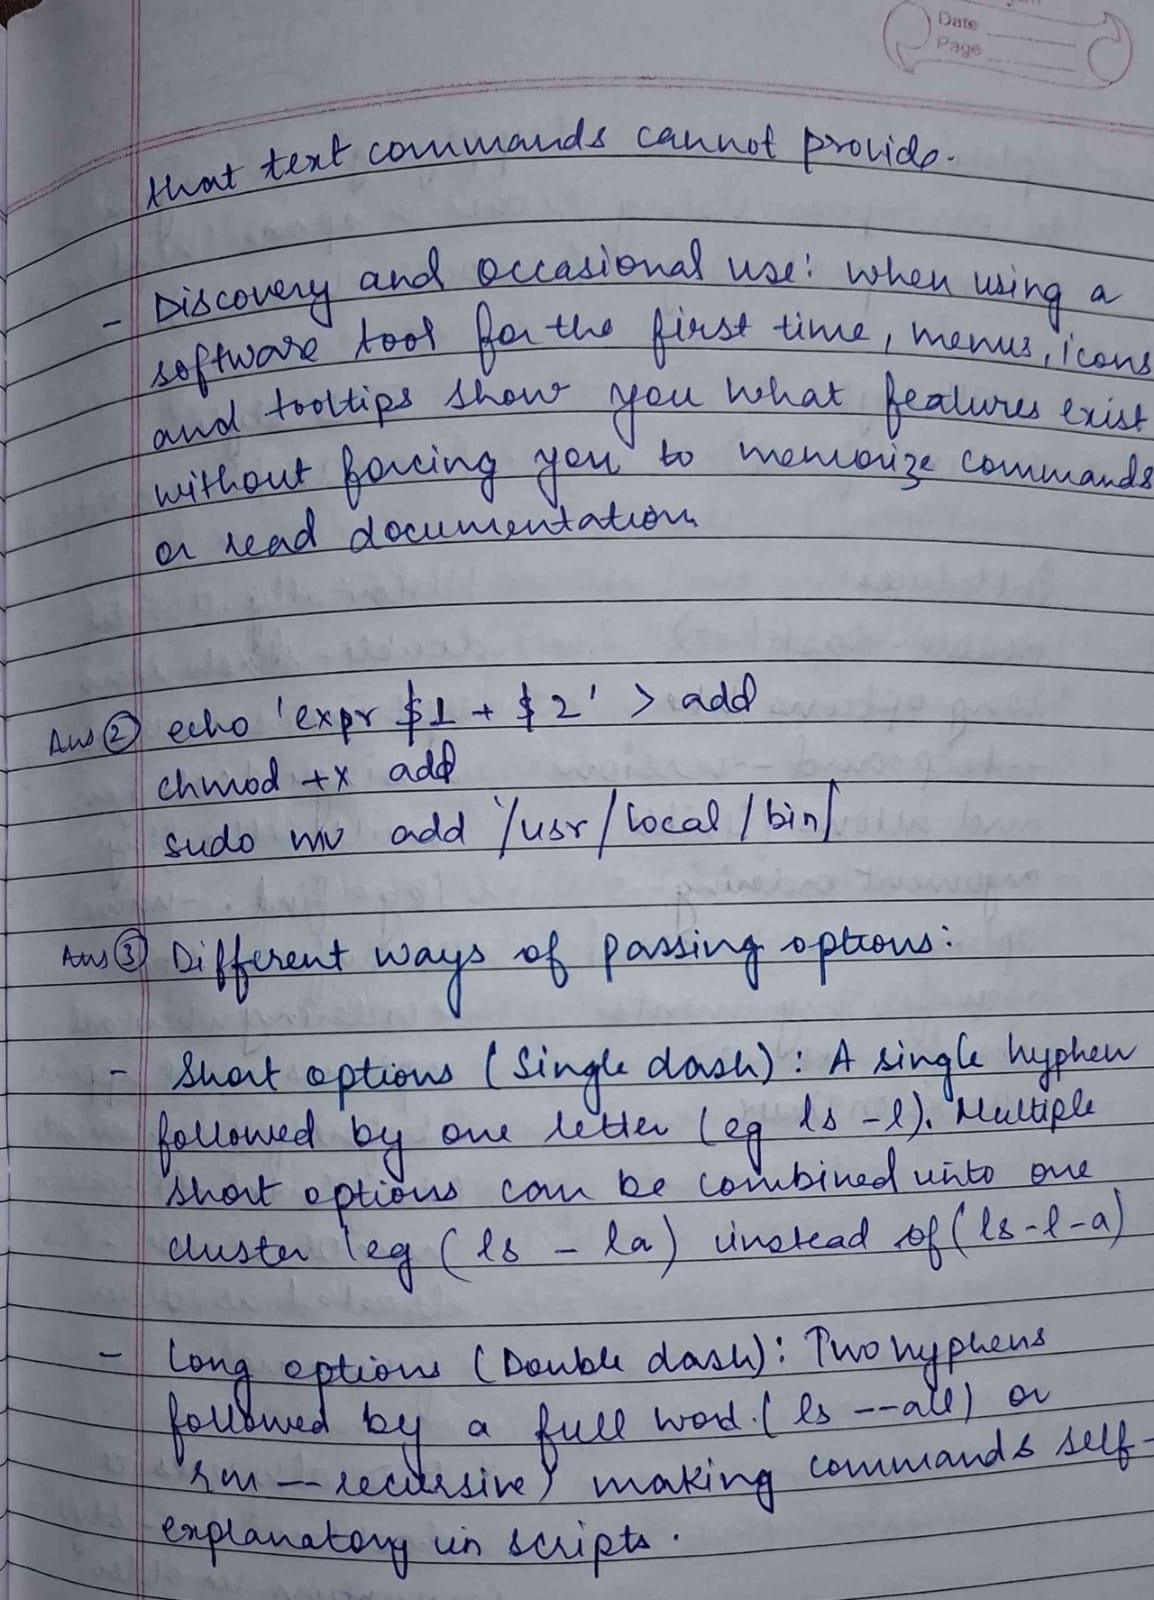 Date
Page
that text commands cannot provide.
- Discovery and occasional use: when using a
software tool for the first time, menus, icons
and tooltips show you what features exist
without forcing you to memorize commands
or read documentation
Ans ② echo 'expr $1 + $2' > add
chmod +x add
sudo mv add /usr/local/bin/
Ans ③ Different ways of passing options:
- Short options (Single dash): A single hyphen
followed by one letter (eg ls -l). Multiple
short options can be combined into one
cluster (eg (ls -la) instead of (ls -l -a)
- Long options (Double dash): Two hyphens
followed by a full word. (ls --all) or
rm --recursive) making commands self-
explanatory in scripts.